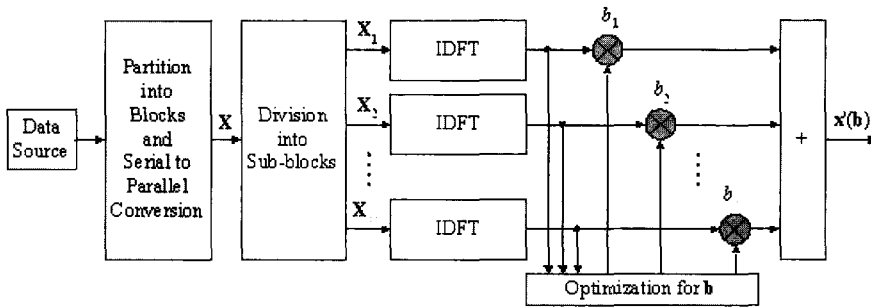 Data
Source
Partition
into
Blocks
and
Serial to
Parallel
Conversion
X
Division
into
Sub-blocks
X1
X2
X
IDFT
IDFT
IDFT
b1
b2
b
+
x'(b)
Optimization for b